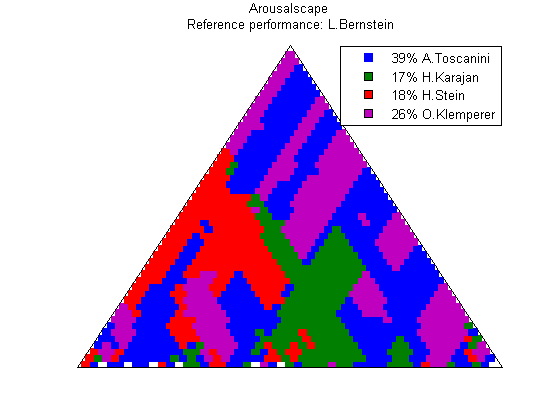 Arousalscape
Reference performance: L.Bernstein
39% A.Toscanini
17% H.Karajan
18% H.Stein
26% O.Klemperer